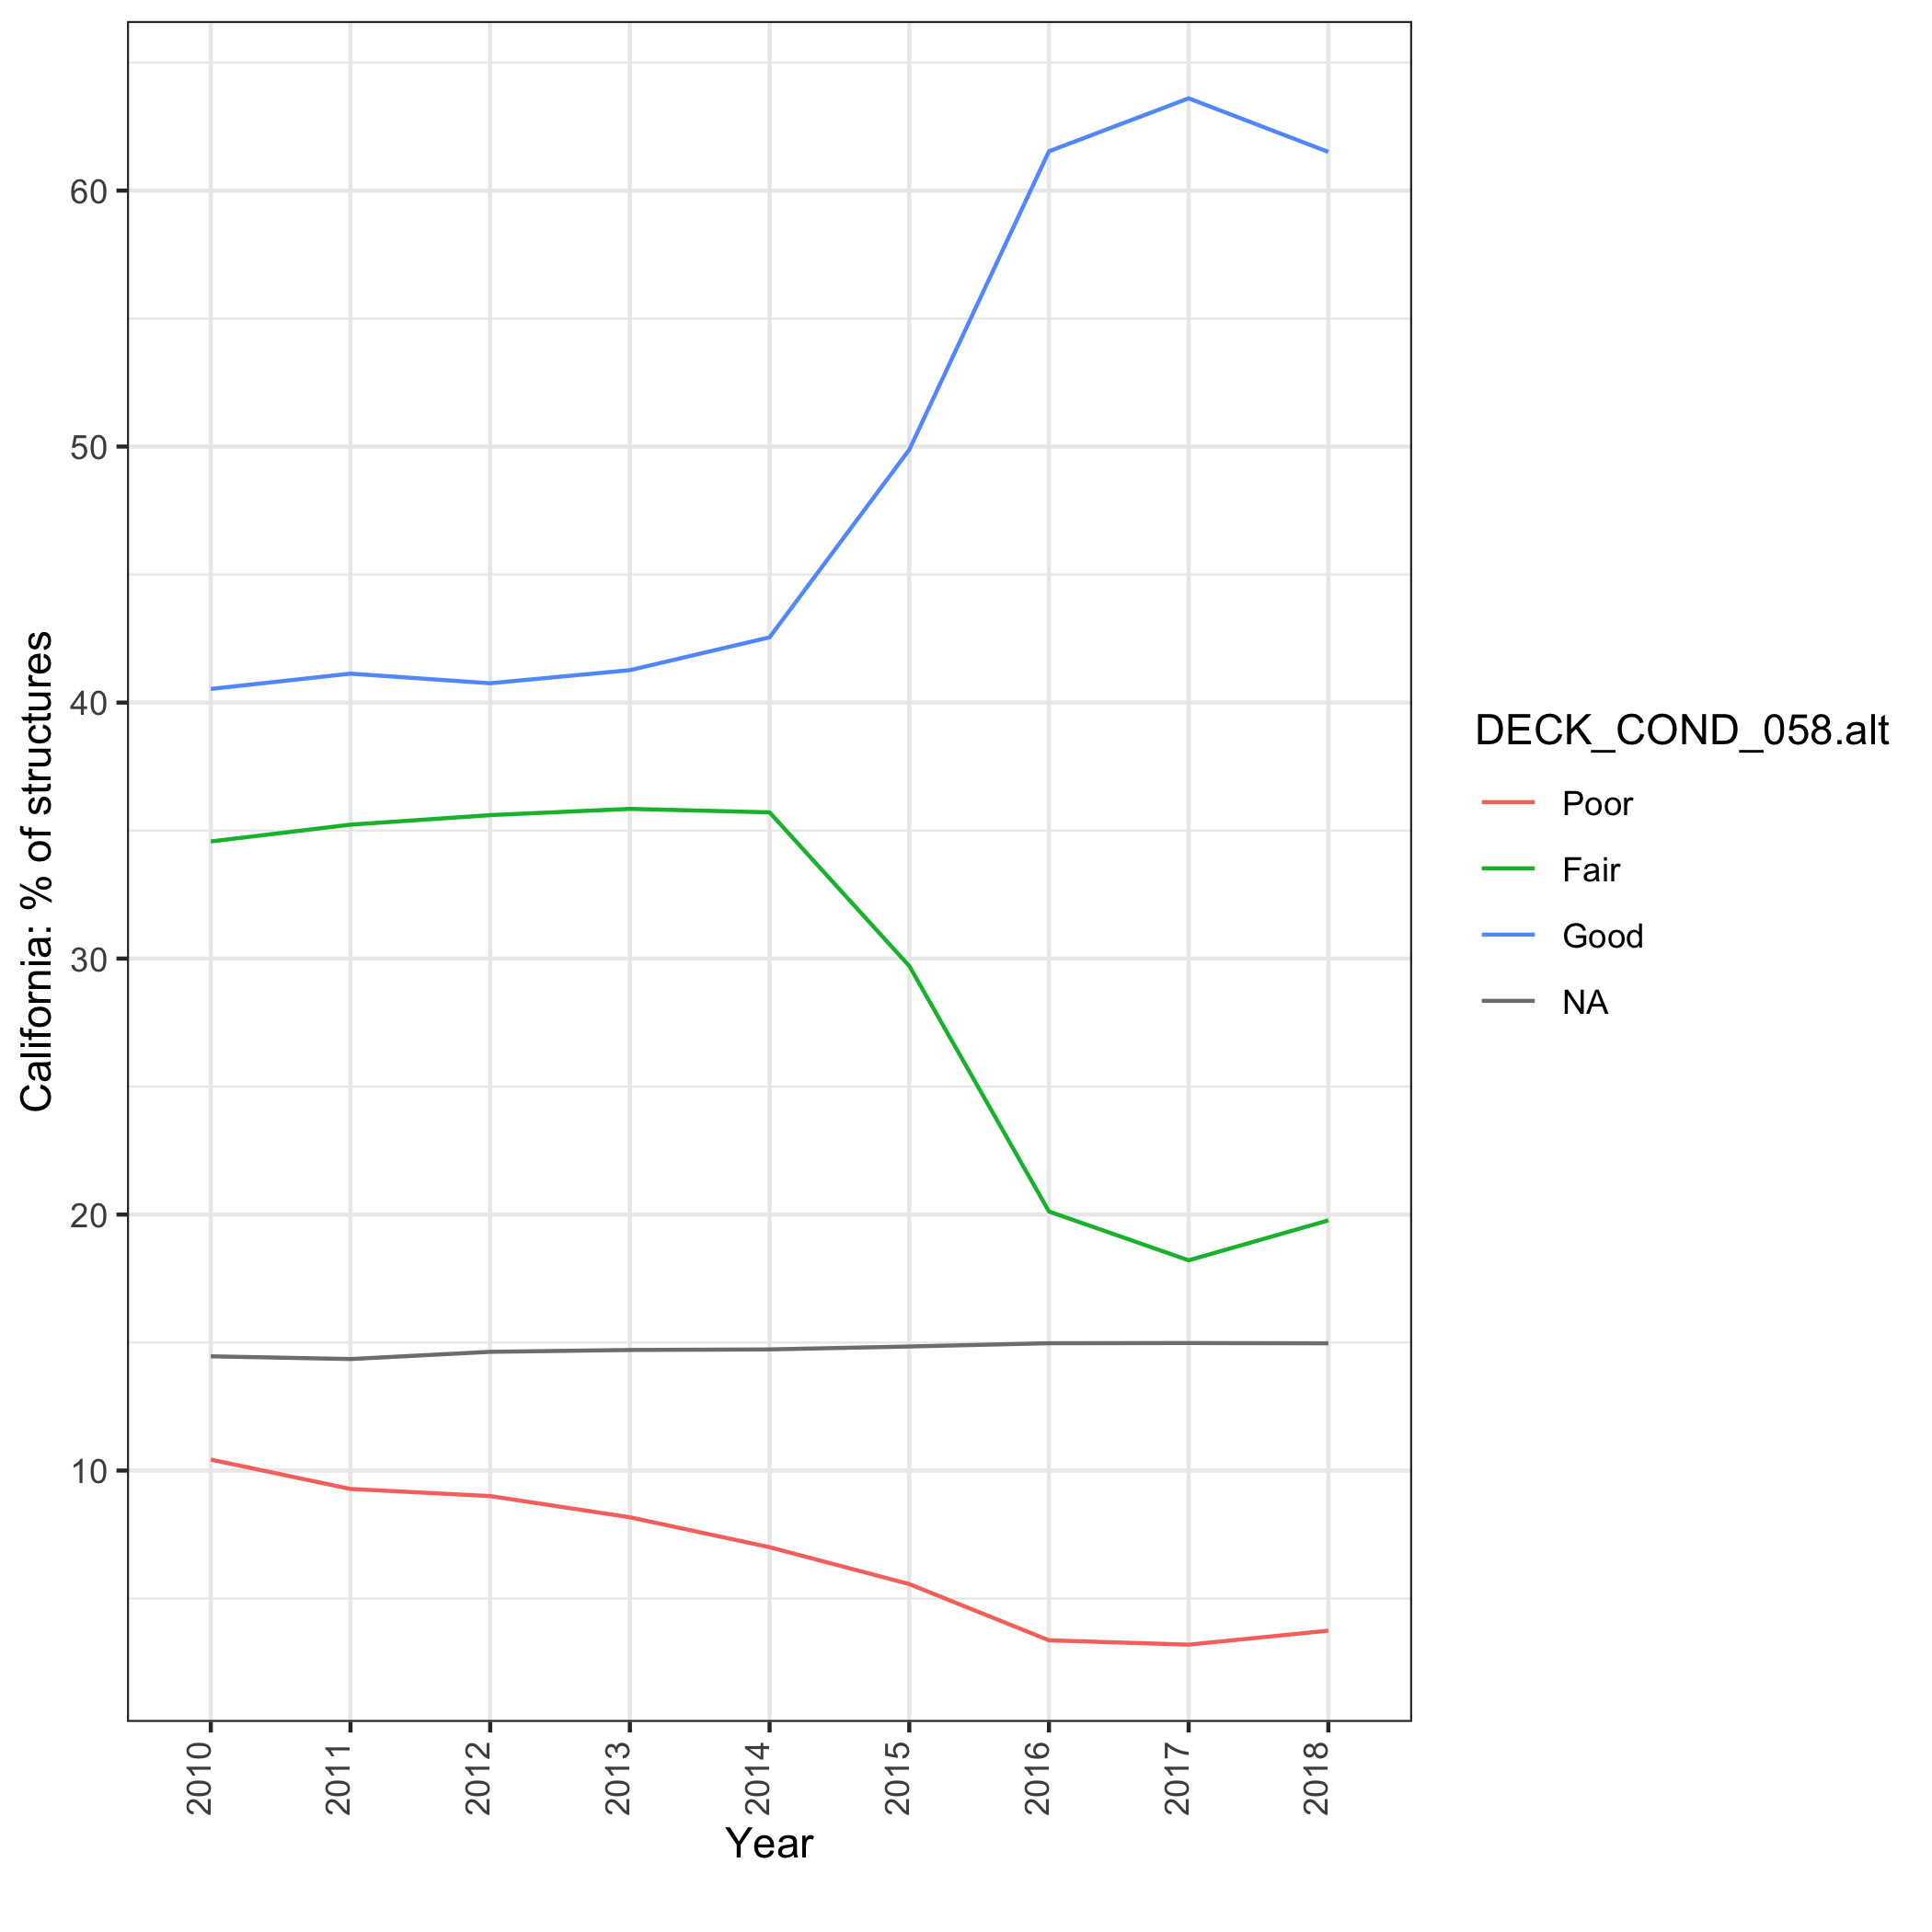 California: % of structures
60
50
40
30
20
10
2010
2011
2012
2013
2014
2015
2016
2017
2018
Year
DECK_COND_058.alt
Poor
Fair
Good
NA